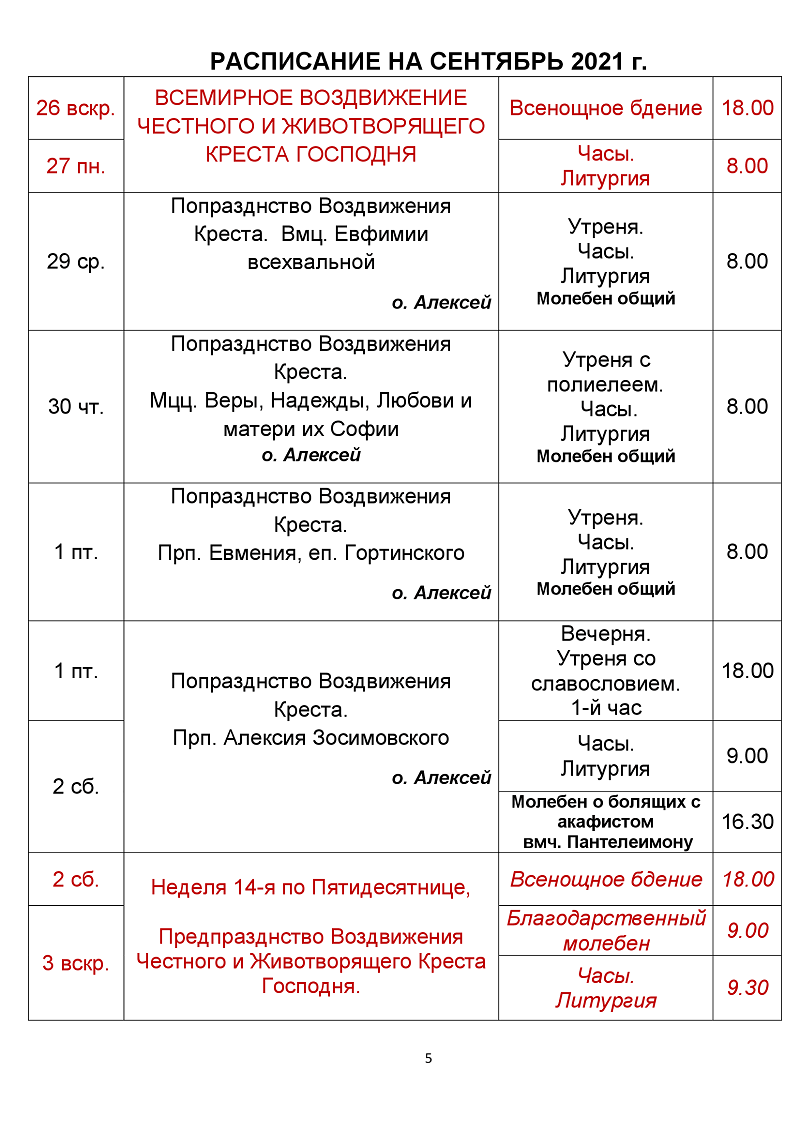 РАСПИСАНИЕ НА СЕНТЯБРЬ 2021 г.
26 вскр.
ВСЕМИРНОЕ ВОЗДВИЖЕНИЕ
ЧЕСТНОГО И ЖИВОТВОРЯЩЕГО
КРЕСТА ГОСПОДНЯ
Всенощное бдение
18.00
27 пн.
Часы.
Литургия
8.00
29 ср.
Попразднство Воздвижения
Креста. Вмц. Евфимии
всехвальной
о. Алексей
Утреня.
Часы.
Литургия
Молебен общий
8.00
30 чт.
Попразднство Воздвижения
Креста.
Мцц. Веры, Надежды, Любови и
матери их Софии
о. Алексей
Утреня с
полиелеем.
Часы.
Литургия
Молебен общий
8.00
1 пт.
Попразднство Воздвижения
Креста.
Прп. Евмения, еп. Гортинского
о. Алексей
Утреня.
Часы.
Литургия
Молебен общий
8.00
1 пт.
Попразднство Воздвижения
Креста.
Прп. Алексия Зосимовского
о. Алексей
Вечерня.
Утреня со
славословием.
1-й час
18.00
2 сб.
Часы.
Литургия
9.00
Молебен о болящих с
акафистом
вмч. Пантелеимону
16.30
2 сб.
Неделя 14-я по Пятидесятнице,
Предпразднство Воздвижения
Честного и Животворящего Креста
Господня.
Всенощное бдение
18.00
3 вскр.
Благодарственный
молебен
9.00
Часы.
Литургия
9.30
5